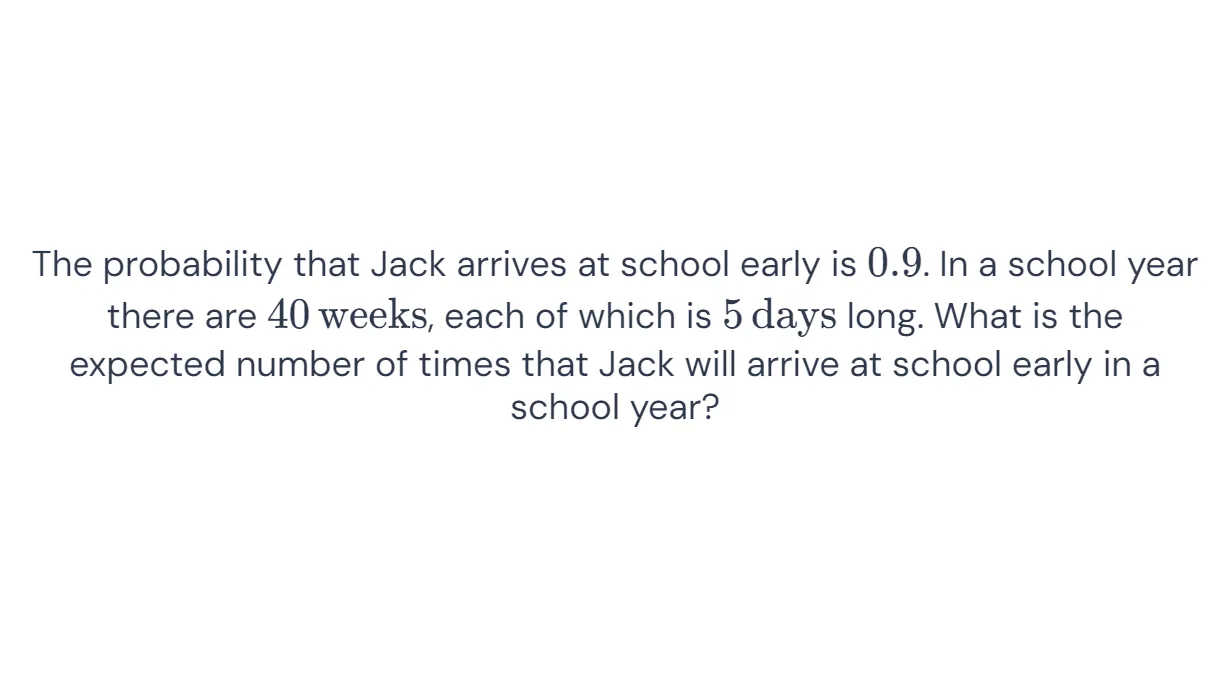 The probability that Jack arrives at school early is 0.9. In a school year
there are 40 weeks, each of which is 5 days long. What is the
expected number of times that Jack will arrive at school early in a
school year?